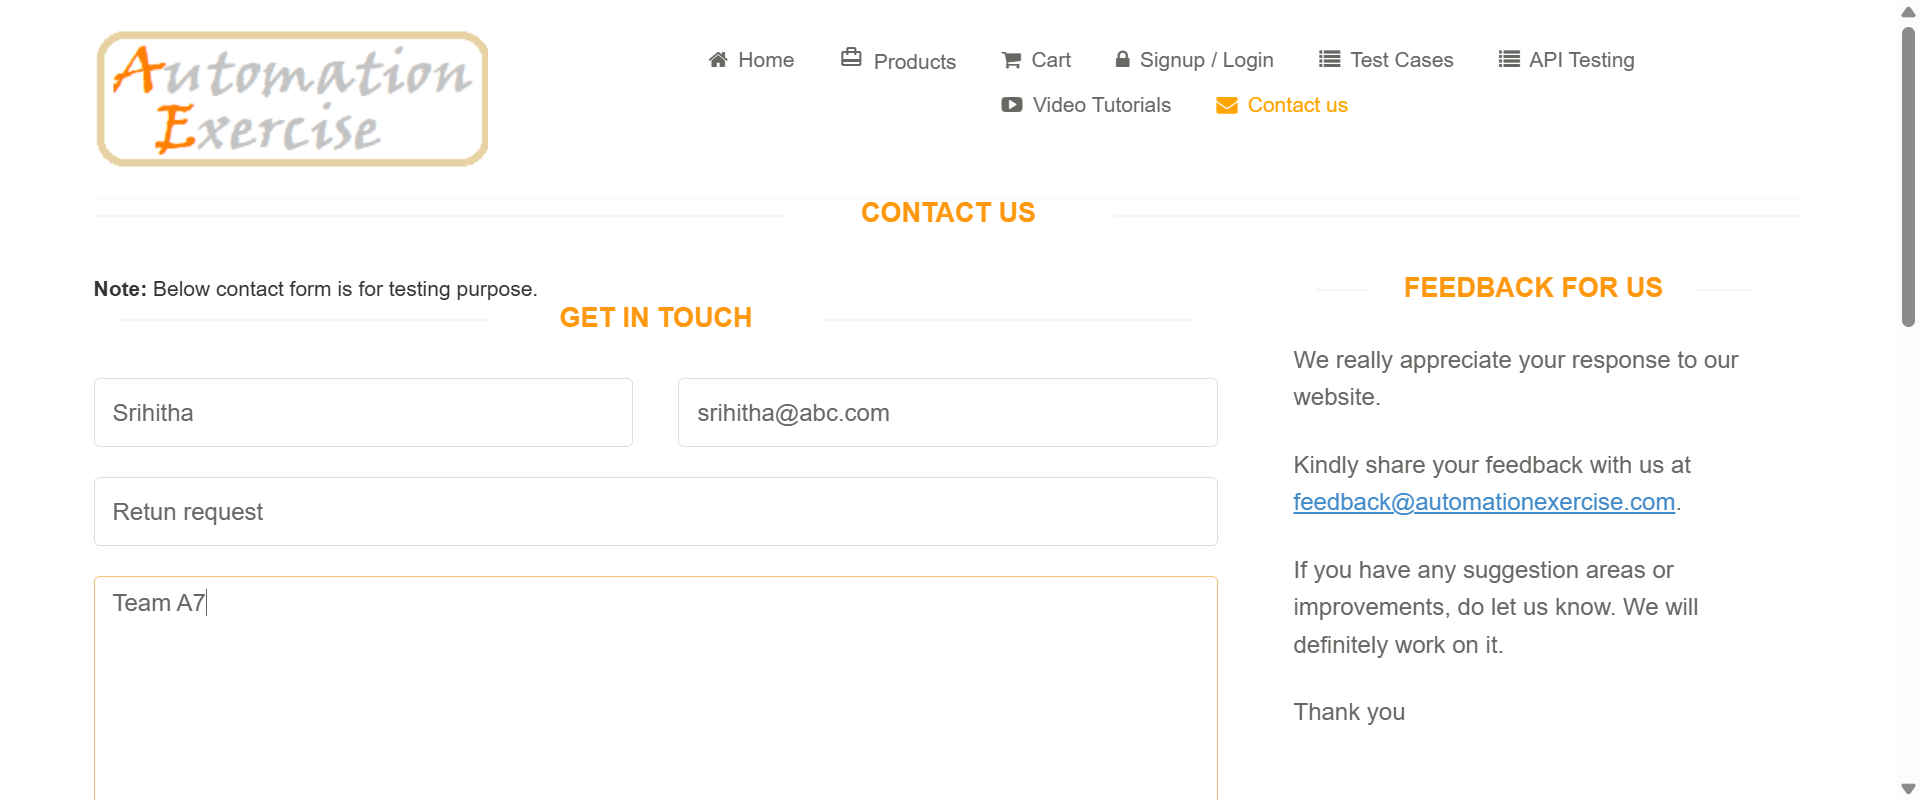 Automation
Exercise
Home
Products
Cart
Signup / Login
Test Cases
API Testing
Video Tutorials
Contact us
CONTACT US
Note: Below contact form is for testing purpose.
GET IN TOUCH
Srihitha
srihitha@abc.com
Retun request
Team A7
FEEDBACK FOR US
We really appreciate your response to our
website.
Kindly share your feedback with us at
feedback@automationexercise.com.
If you have any suggestion areas or
improvements, do let us know. We will
definitely work on it.
Thank you